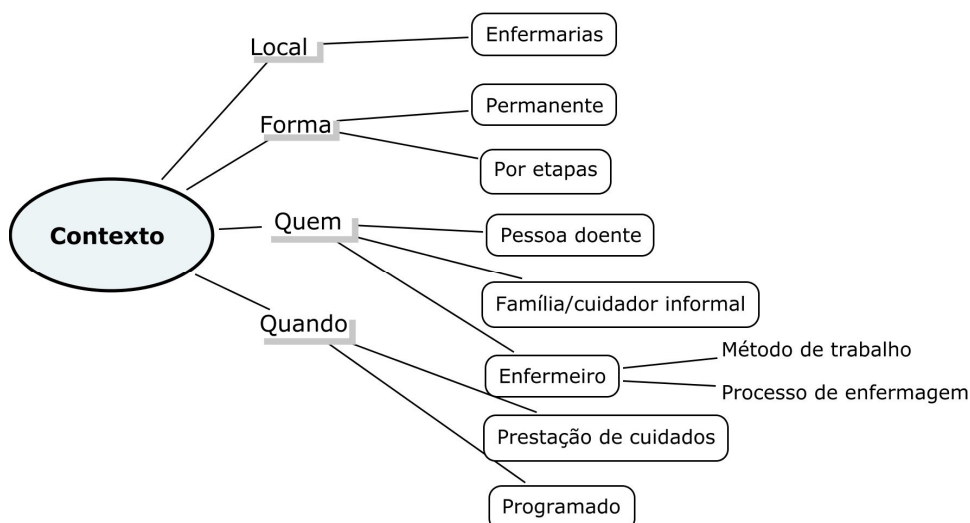 Contexto
Local
Enfermarias
Forma
Permanente
Por etapas
Quem
Pessoa doente
Família/cuidador informal
Enfermeiro
Método de trabalho
Processo de enfermagem
Quando
Prestação de cuidados
Programado